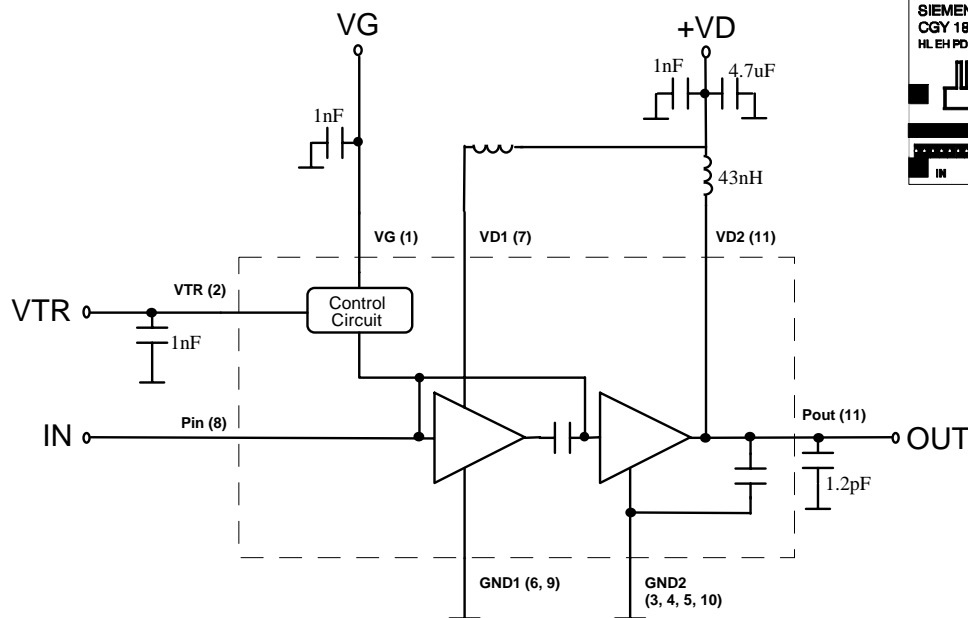 VG
+VD
SIEMEN
CGY 18
HL EH PD
1nF
4.7uF
1nF
43nH
IN
VG (1)
VD1 (7)
VD2 (11)
VTR
VTR (2)
Control
Circuit
1nF
IN
Pin (8)
Pout (11)
OUT
1.2pF
GND1 (6, 9)
GND2
(3, 4, 5, 10)